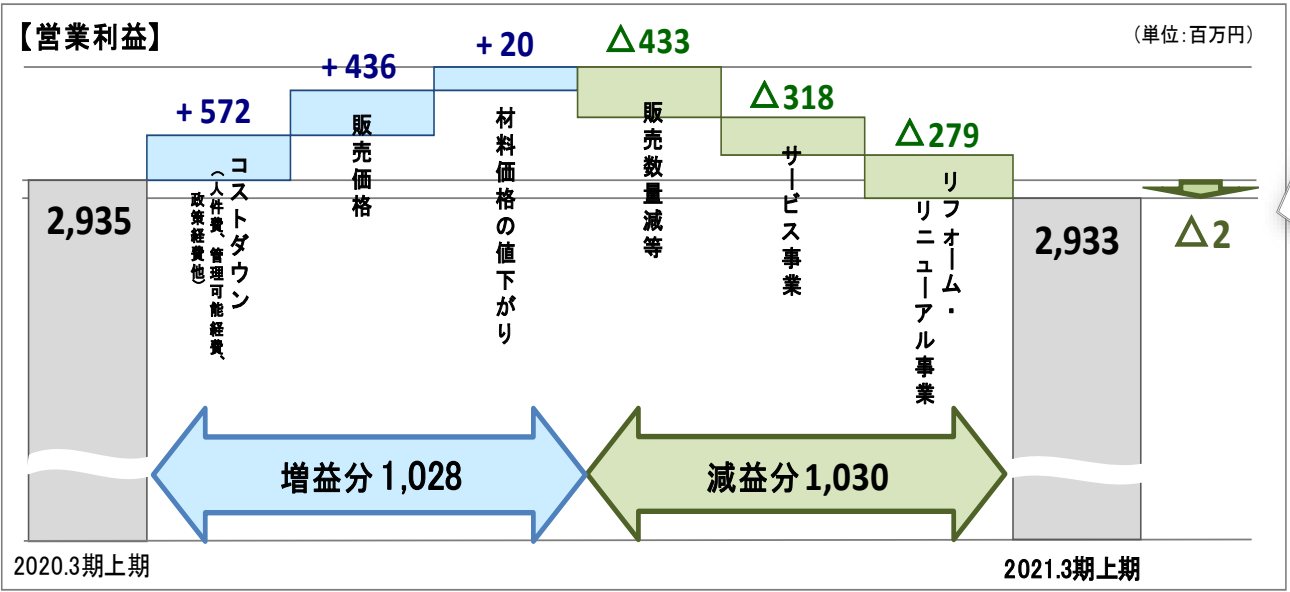 【営業利益】
(単位:百万円)
+ 572
+ 436
+ 20
△433
△318
△279
2,935
コストダウン
(人件費、管理可能経費、
政策経費他)
販売価格
材料価格の値下がり
販売数量減等
サービス事業
リフォーム・
リニューアル事業
2,933
△2
増益分 1,028
減益分 1,030
2020.3期上期
2021.3期上期